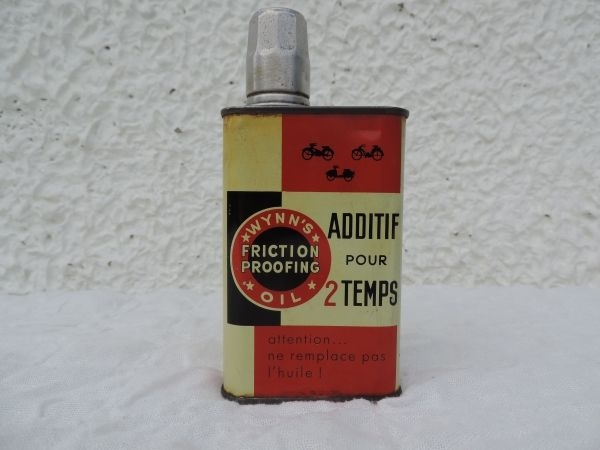 WYNN'S
FRICTION
PROOFING
OIL
ADDITIF
POUR
2 TEMPS
attention...
ne remplace pas
l'huile !